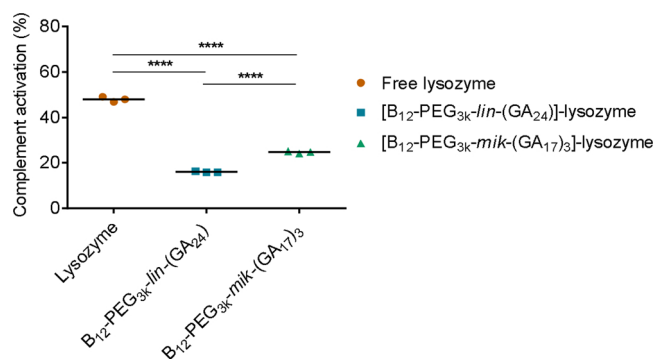 Complement activation (%)
80
60
40
20
0
****
****
****
Lysozyme
B₁₂-PEG₃ₖ-lin-(GA₂₄)
B₁₂-PEG₃ₖ-mik-(GA₁₇)₃
Free lysozyme
[B₁₂-PEG₃ₖ-lin-(GA₂₄)]-lysozyme
[B₁₂-PEG₃ₖ-mik-(GA₁₇)₃]-lysozyme